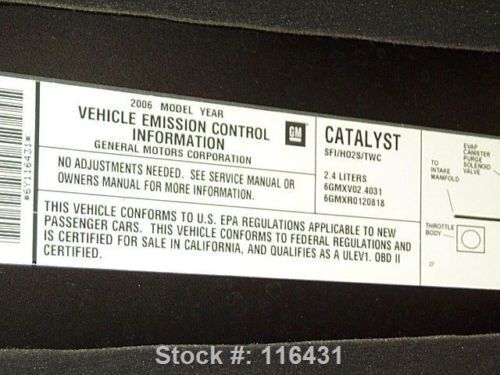 *6Y116431*
2006 MODEL YEAR
VEHICLE EMISSION CONTROL
INFORMATION
GENERAL MOTORS CORPORATION
GM
CATALYST
SFI/HO2S/TWC
NO ADJUSTMENTS NEEDED. SEE SERVICE MANUAL OR
OWNERS MANUAL FOR MORE INFORMATION.
2.4 LITERS
6GMXV02.4031
6GMXR0120818
THIS VEHICLE CONFORMS TO U.S. EPA REGULATIONS APPLICABLE TO NEW
PASSENGER CARS. THIS VEHICLE CONFORMS TO FEDERAL REGULATIONS AND
IS CERTIFIED FOR SALE IN CALIFORNIA, AND QUALIFIES AS A ULEV1. OBD II
CERTIFIED.
EVAP
CANISTER
PURGE
SOLENOID
VALVE
TO
INTAKE
MANIFOLD
THROTTLE
BODY
27
Stock #: 116431